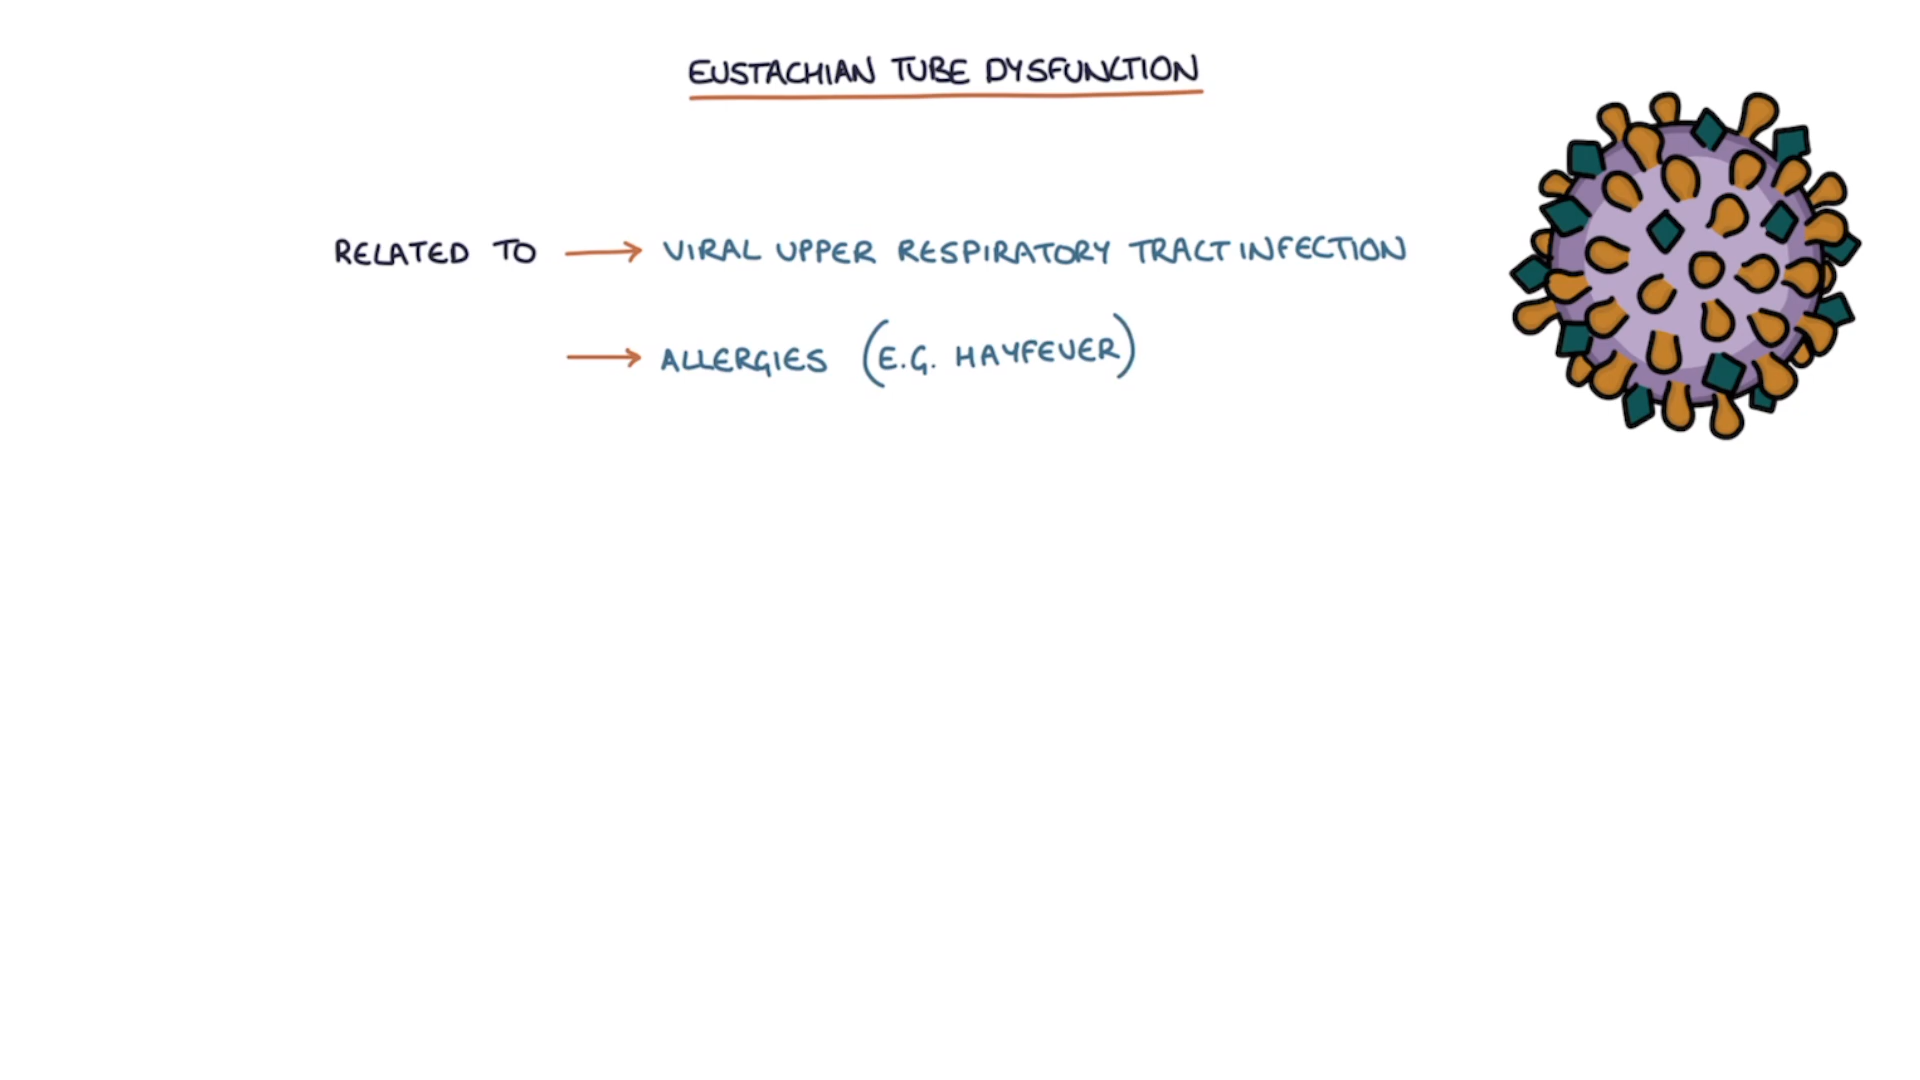 EUSTACHIAN TUBE DYSFUNCTION
RELATED TO → VIRAL UPPER RESPIRATORY TRACT INFECTION
→ ALLERGIES (E.G. HAYFEVER)